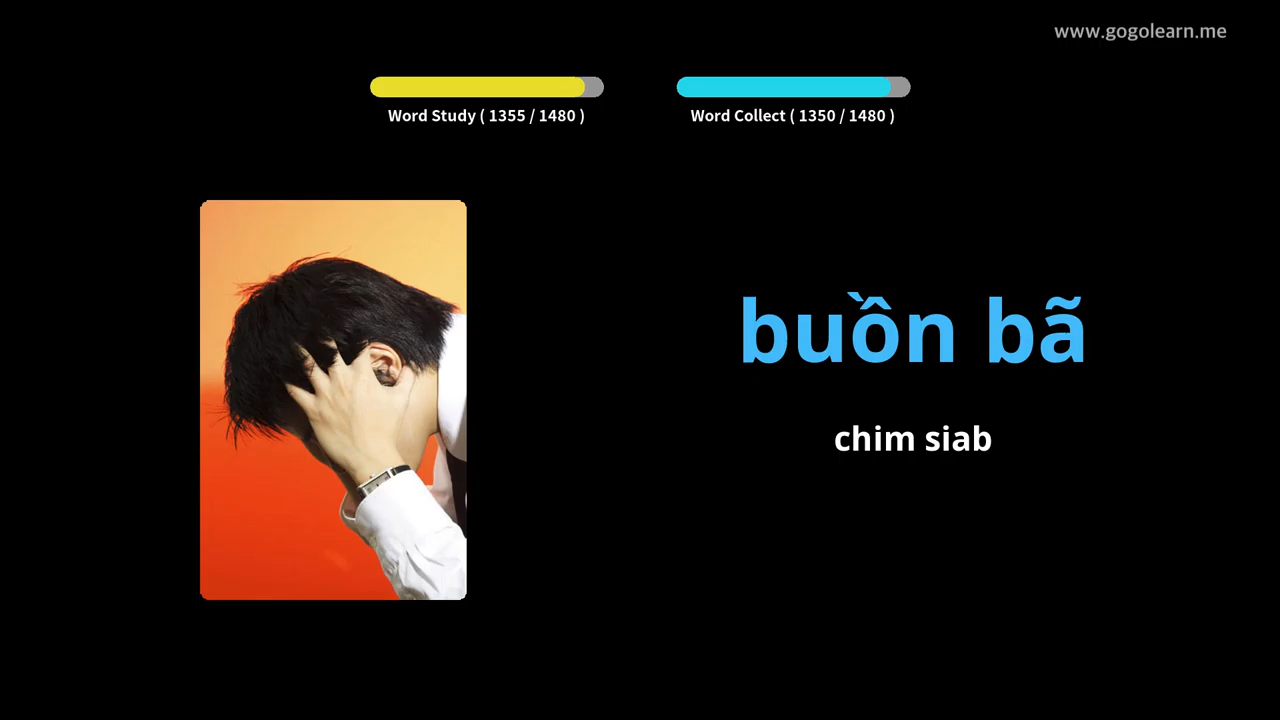 www.gogolearn.me
Word Study ( 1355 / 1480 )
Word Collect ( 1350 / 1480 )
buồn bã
chim siab